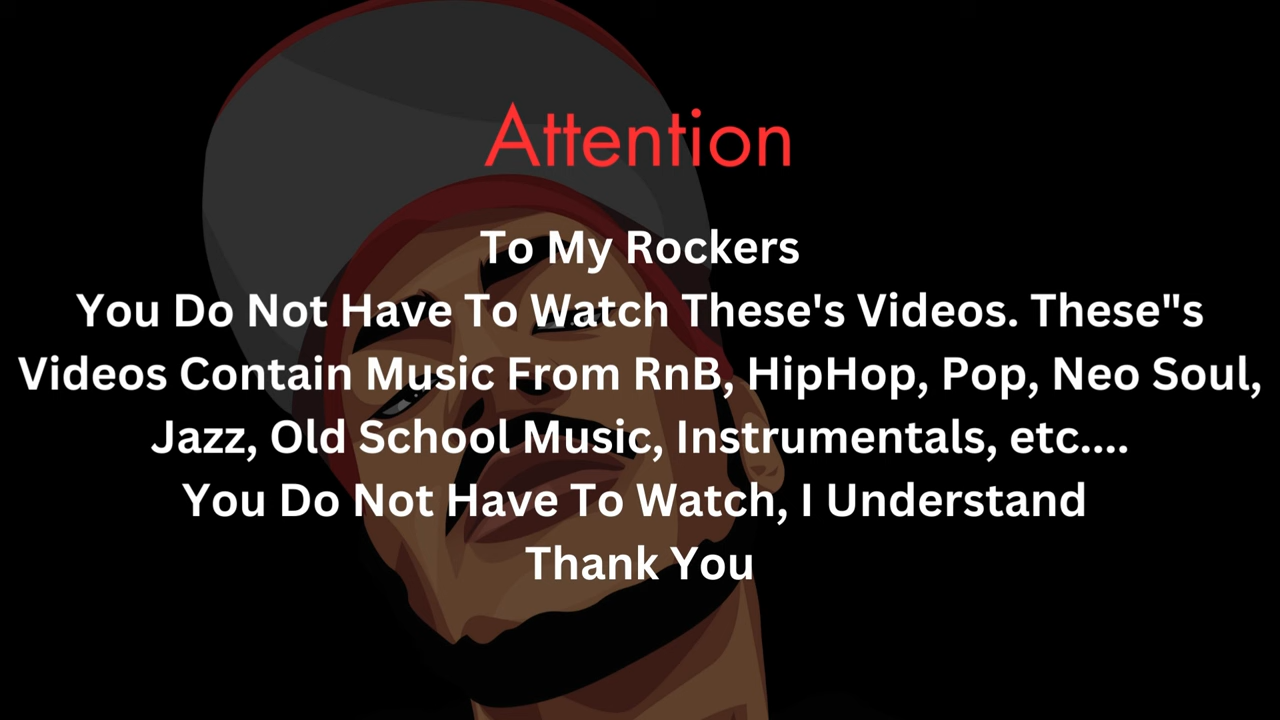 Attention
To My Rockers
You Do Not Have To Watch These's Videos. These"s
Videos Contain Music From RnB, HipHop, Pop, Neo Soul,
Jazz, Old School Music, Instrumentals, etc....
You Do Not Have To Watch, I Understand
Thank You